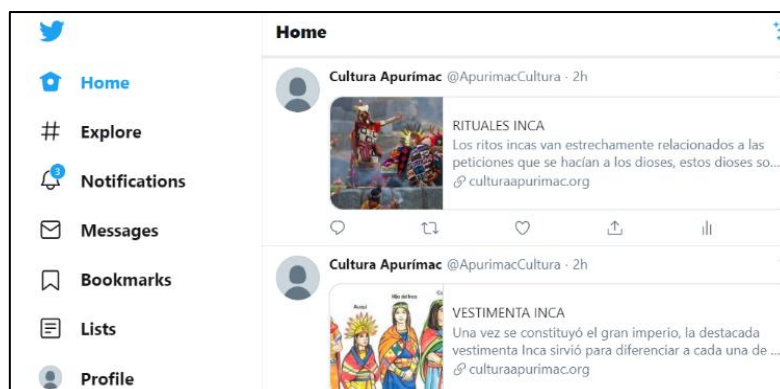 Home
Home
Explore
3
Notifications
Messages
Bookmarks
Lists
Profile
Cultura Apurímac @ApurimacCultura · 2h
RITUALES INCA
Los ritos incas van estrechamente relacionados a las
peticiones que se hacían a los dioses, estos dioses so...
culturaapurimac.org
Cultura Apurímac @ApurimacCultura · 2h
VESTIMENTA INCA
Una vez se constituyó el gran imperio, la destacada
vestimenta Inca sirvió para diferenciar a cada una de ...
culturaapurimac.org